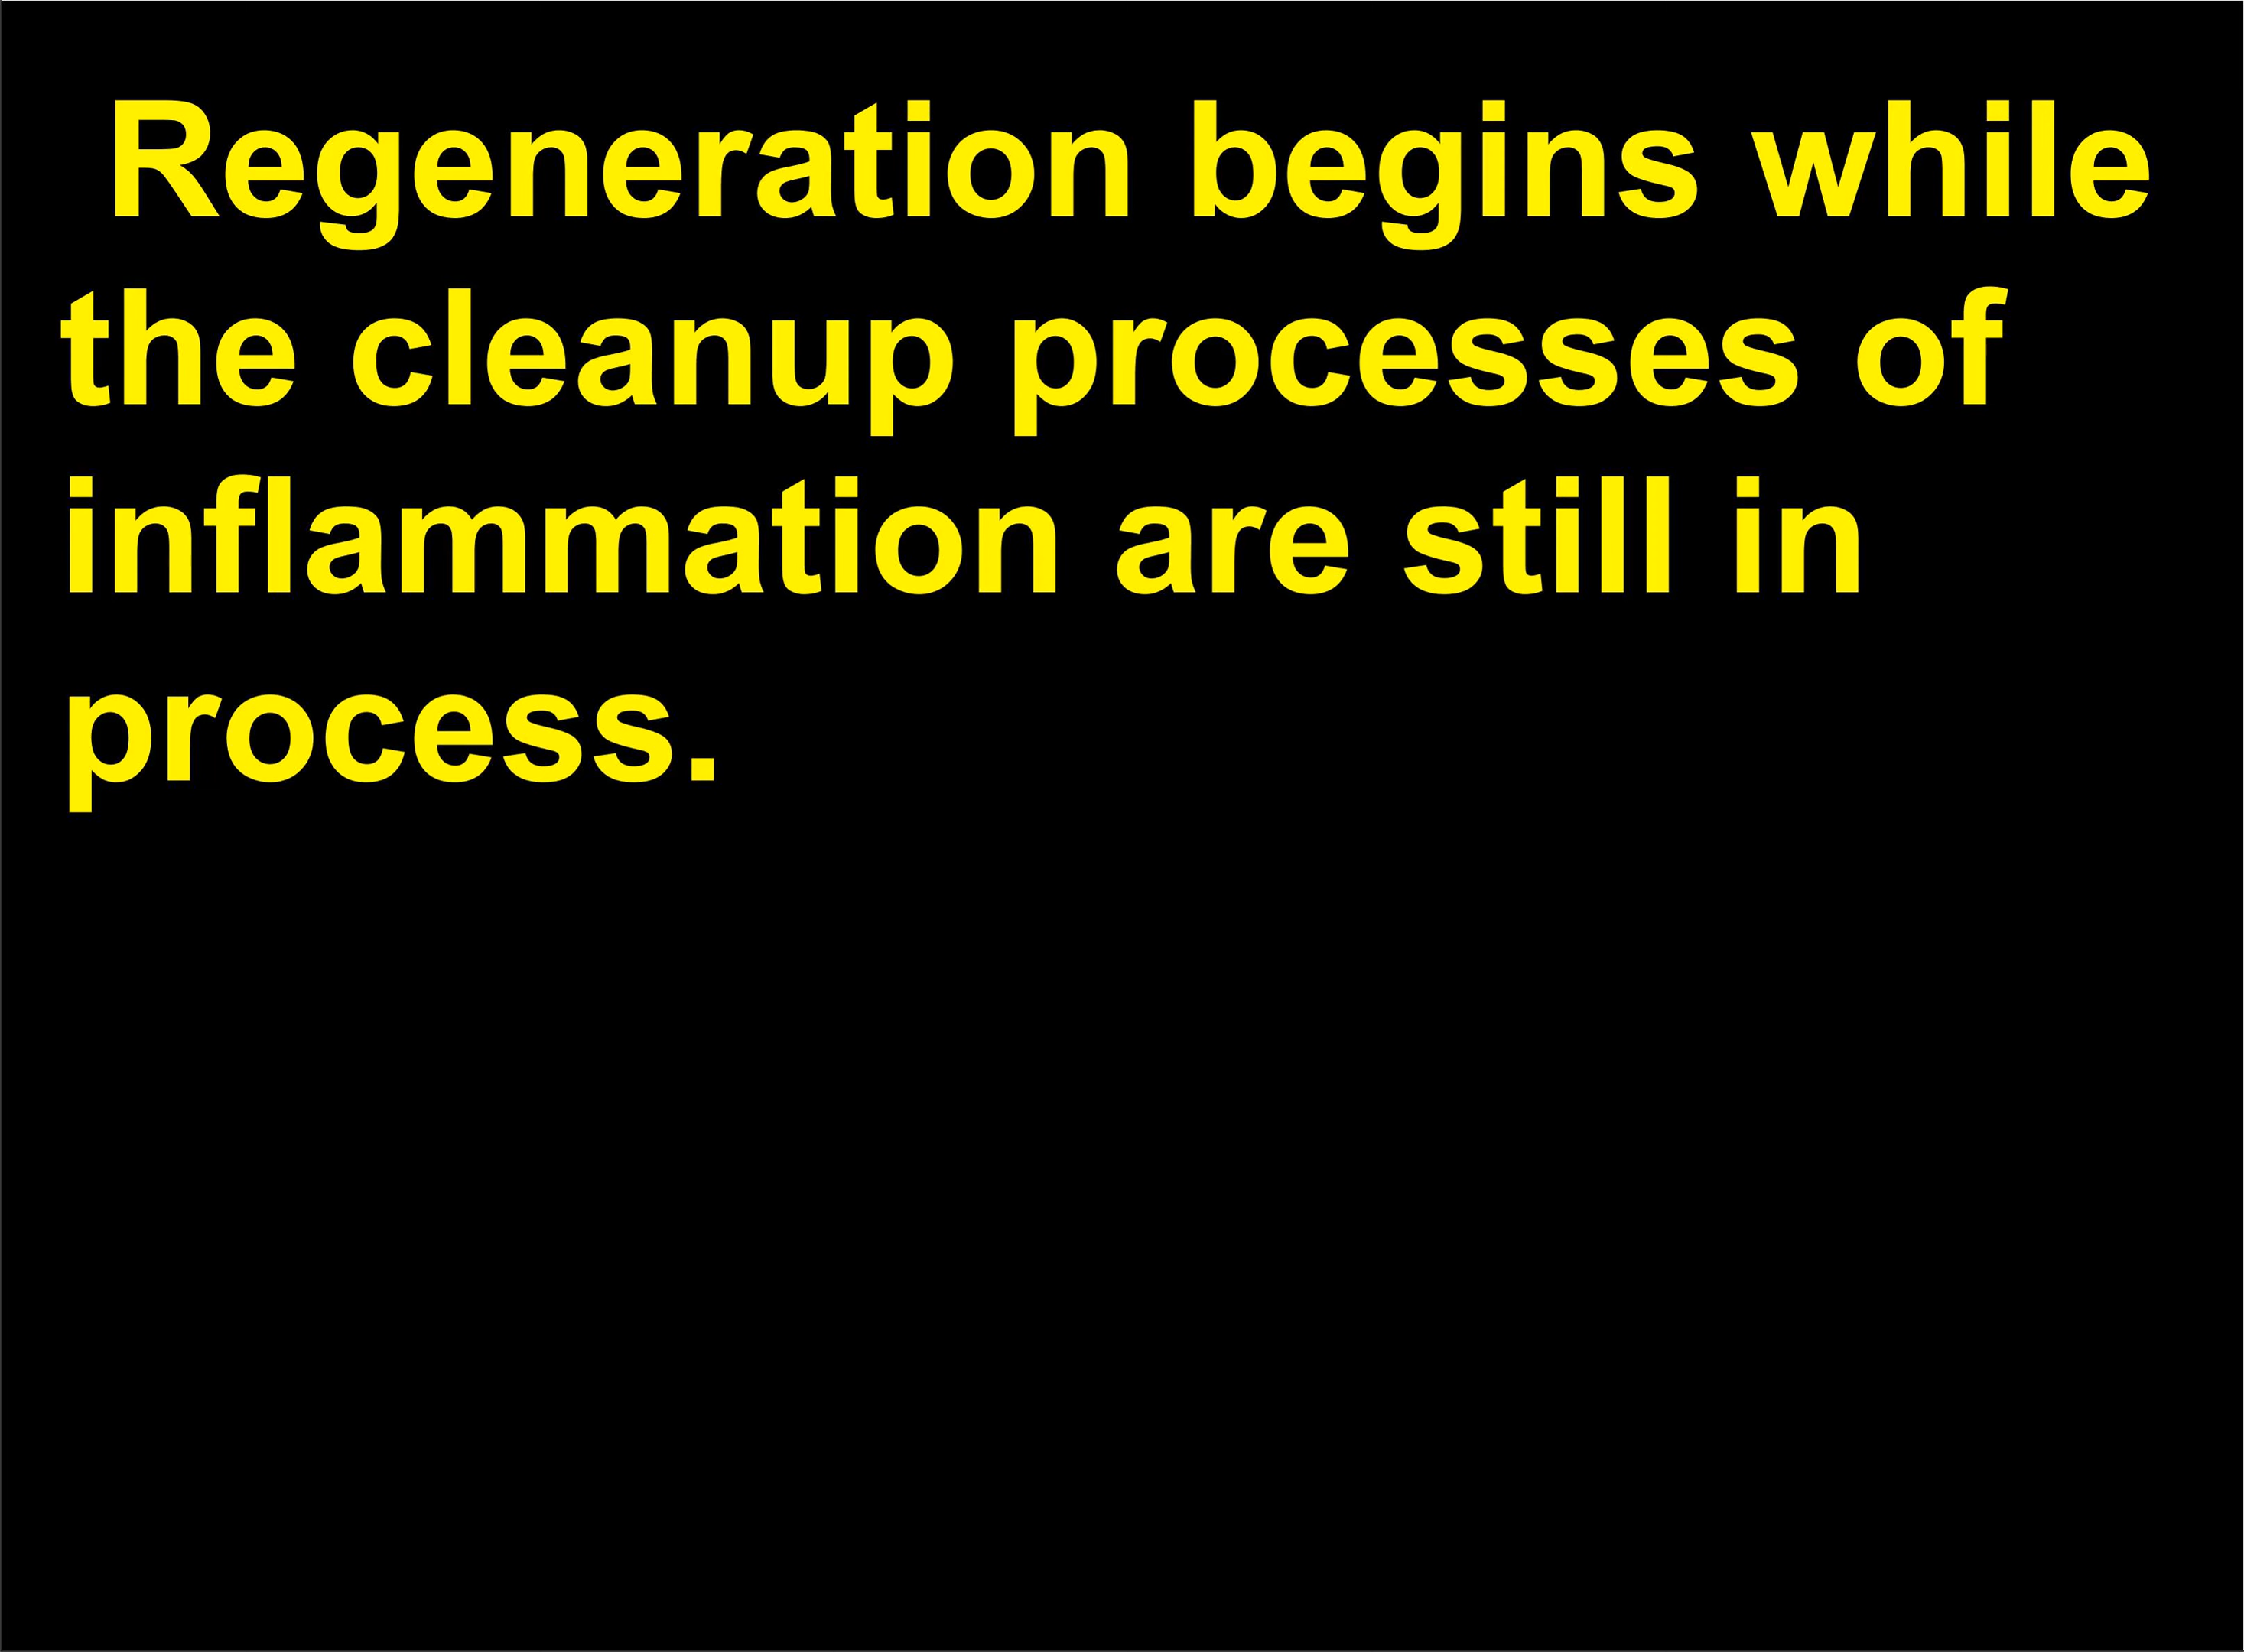 Regeneration begins while
the cleanup processes of
inflammation are still in
process.